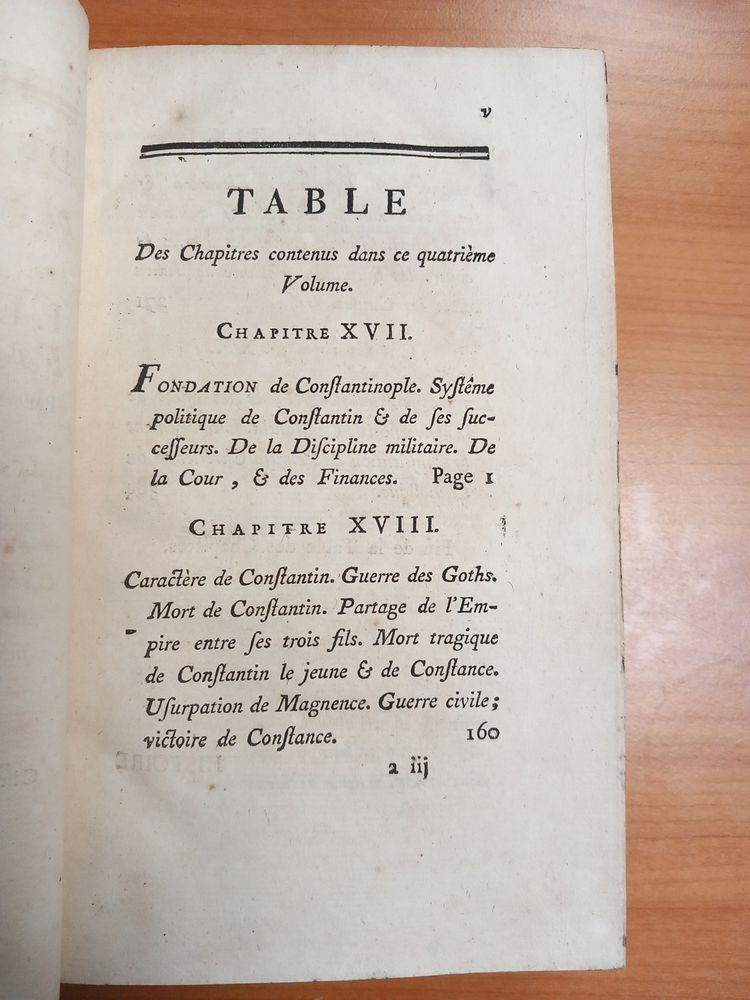 v
TABLE
Des Chapitres contenus dans ce quatrième
Volume.
CHAPITRE XVII.
FONDATION de Conſtantinople. Syſtême
politique de Conſtantin & de ſes ſuc-
ceſſeurs. De la Diſcipline militaire. De
la Cour, & des Finances. Page 1
CHAPITRE XVIII.
Caractère de Conſtantin. Guerre des Goths.
Mort de Conſtantin. Partage de l'Em-
pire entre ſes trois fils. Mort tragique
de Conſtantin le jeune & de Conſtance.
Uſurpation de Magnence. Guerre civile;
victoire de Conſtance. 160
a iij